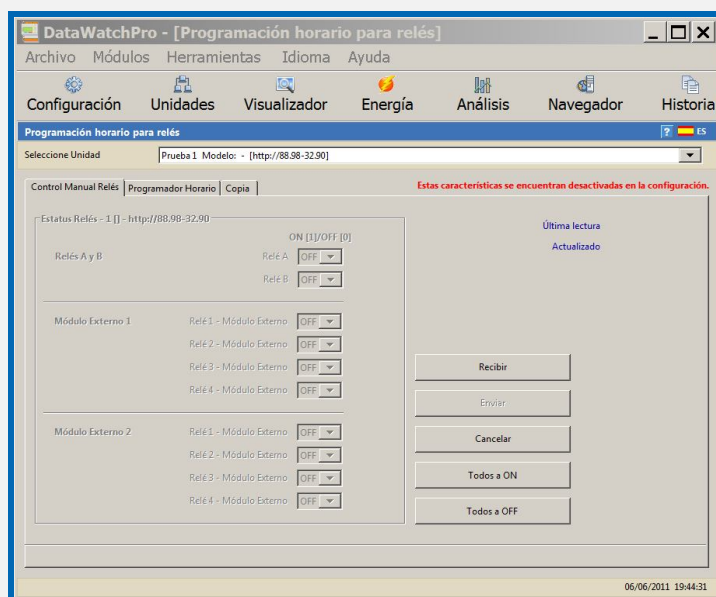 DataWatchPro - [Programación horario para relés]
Archivo Módulos Herramientas Idioma Ayuda
Configuración Unidades Visualizador Energía Análisis Navegador Historia
Programación horario para relés ? ES
Seleccione Unidad Prueba 1 Modelo: - [http://88.98-32.90]
Control Manual Relés Programador Horario Copia Estas características se encuentran desactivadas en la configuración.
Estatus Relés - 1 [] - http://88.98-32.90
Última lectura
ON [1]/OFF [0]
Actualizado
Relés A y B Relé A OFF
Relé B OFF
Módulo Externo 1 Relé 1 - Módulo Externo OFF
Relé 2 - Módulo Externo OFF
Relé 3 - Módulo Externo OFF
Relé 4 - Módulo Externo OFF
Recibir
Enviar
Módulo Externo 2 Relé 1 - Módulo Externo OFF
Cancelar
Relé 2 - Módulo Externo OFF
Relé 3 - Módulo Externo OFF
Todos a ON
Relé 4 - Módulo Externo OFF
Todos a OFF
06/06/2011 19:44:31